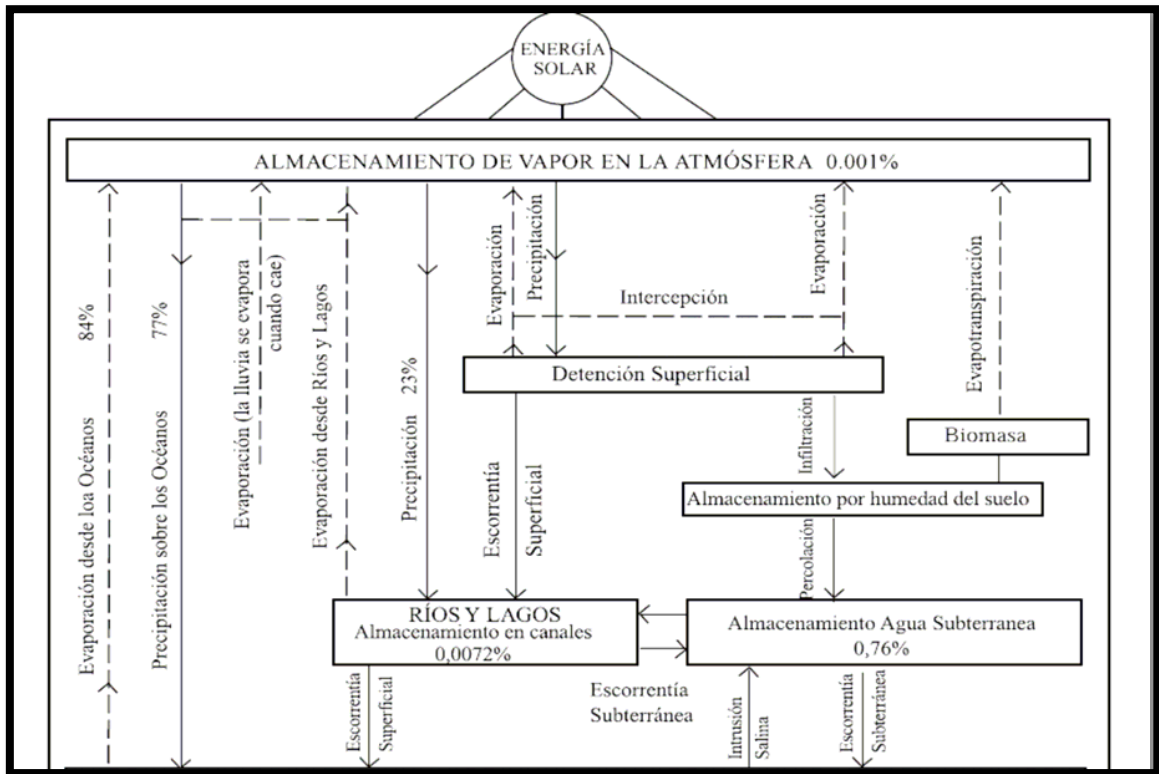 ENERGÍA
SOLAR
ALMACENAMIENTO DE VAPOR EN LA ATMÓSFERA 0.001%
Evaporación desde loa Océanos 84%
Precipitación sobre los Océanos 77%
Evaporación (la lluvia se evapora
cuando cae)
Evaporación desde Ríos y Lagos
Precipitación 23%
Evaporación
Precipitación
Intercepción
Evaporación
Evapotranspiración
Detención Superficial
Escorrentía
Superficial
Infiltración
Biomasa
Almacenamiento por humedad del suelo
Percolación
RÍOS Y LAGOS
Almacenamiento en canales
0,0072%
Almacenamiento Agua Subterranea
0,76%
Escorrentía
Superficial
Escorrentía
Subterránea
Intrusión
Salina
Escorrentía
Subterránea